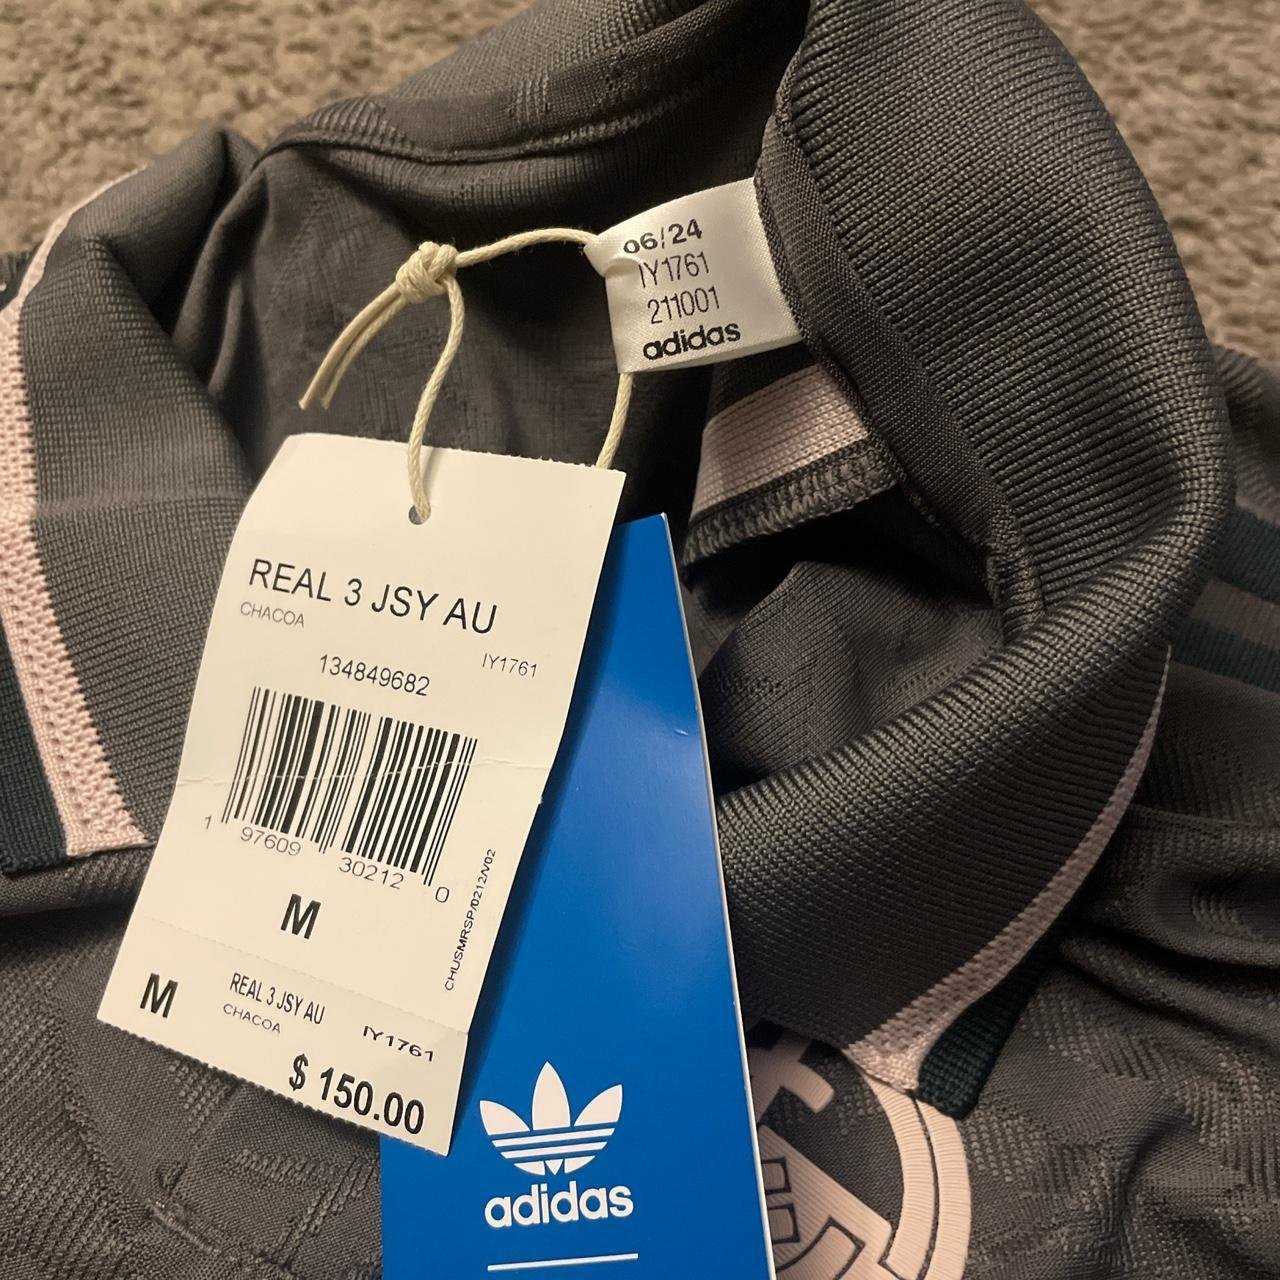 06/24
IY1761
211001
adidas
REAL 3 JSY AU
CHACOA
IY1761
134849682
1 97609 30212 0
M
CHUSMRSP/0212/V02
M
REAL 3 JSY AU
CHACOA
IY1761
$ 150.00
adidas